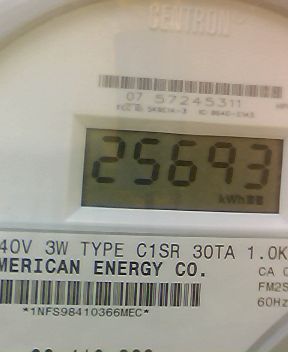 CENTRON
07 57245311
25693
kWh
40V 3W TYPE C1SR 30TA 1.0K
MERICAN ENERGY CO.
CA
FM2S
60Hz
*1NFS98410366MEC*